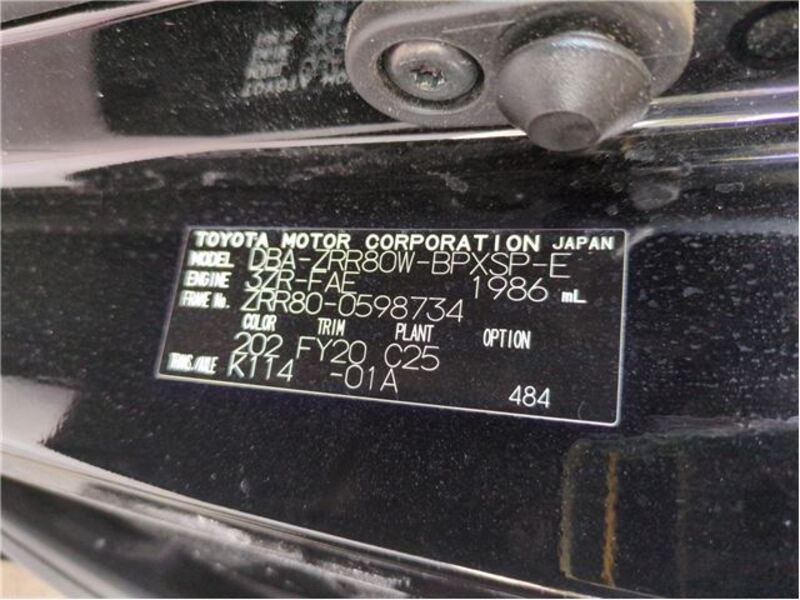 TOYOTA MOTOR CORPORATION JAPAN
MODEL DBA-ZRR80W-BPXSP-E
ENGINE 3ZR-FAE 1986 mL
FRAME No. ZRR80-0598734
COLOR TRIM PLANT OPTION
202 FY20 C25
TRANS./AXLE K114 -01A
484